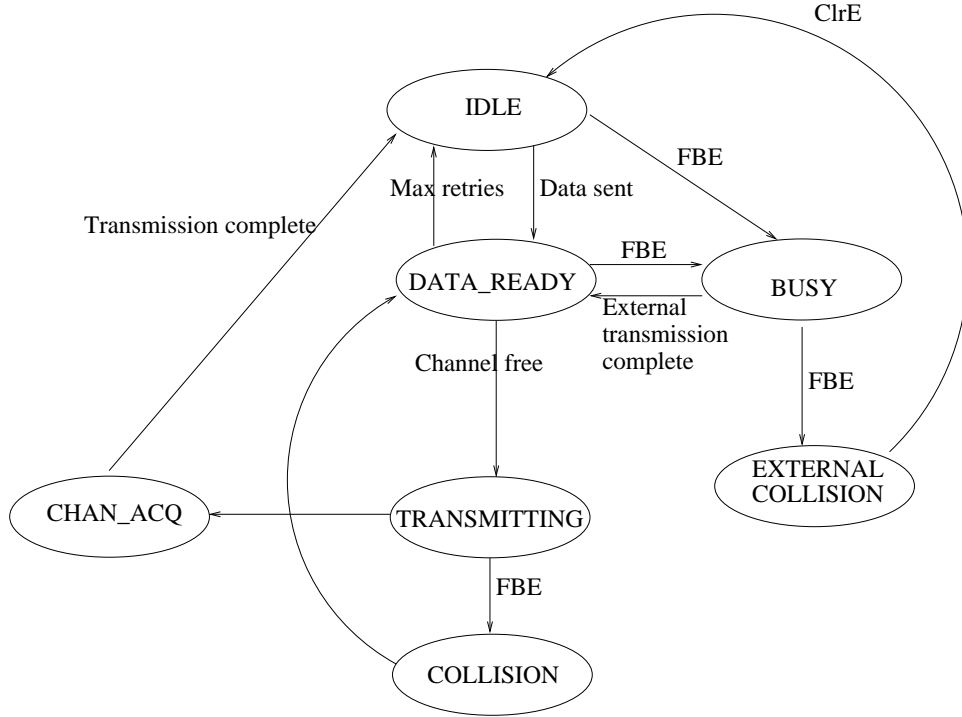 ClrE
IDLE
FBE
Max retries
Data sent
Transmission complete
FBE
DATA_READY
BUSY
External
transmission
complete
Channel free
FBE
EXTERNAL
COLLISION
CHAN_ACQ
TRANSMITTING
FBE
COLLISION